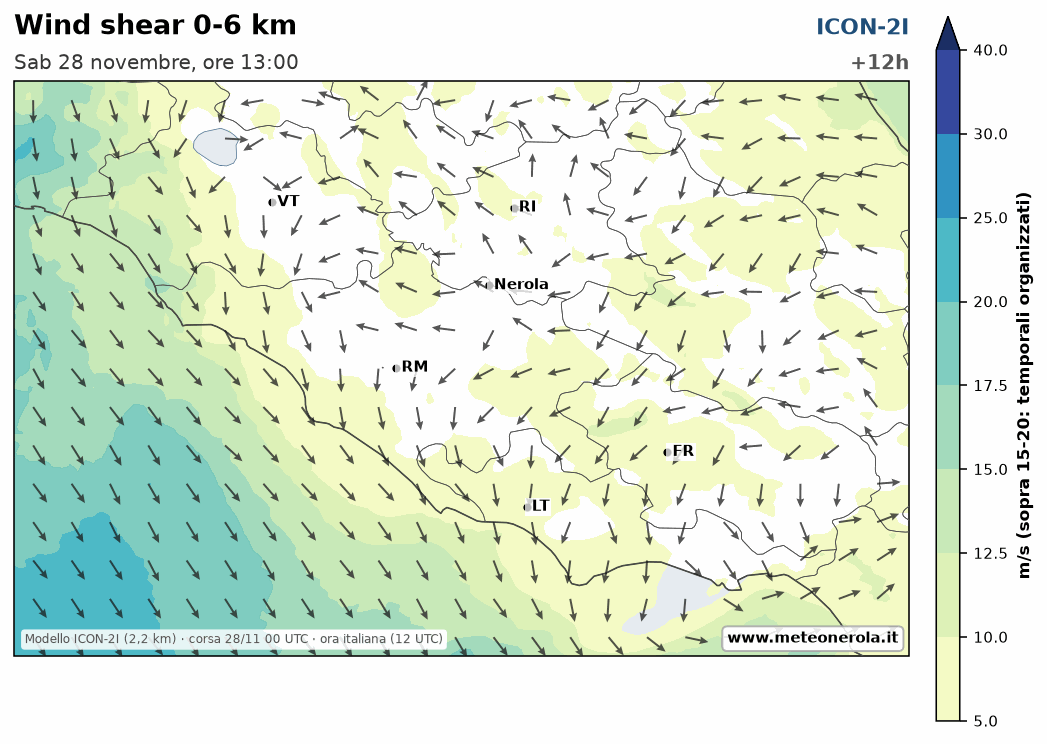 Wind shear 0-6 km
ICON-2I
Sab 28 novembre, ore 13:00
+12h
VT
RI
Nerola
RM
FR
LT
Modello ICON-2I (2,2 km) · corsa 28/11 00 UTC · ora italiana (12 UTC)
www.meteonerola.it
40.0
30.0
25.0
20.0
17.5
15.0
12.5
10.0
5.0
m/s (sopra 15-20: temporali organizzati)